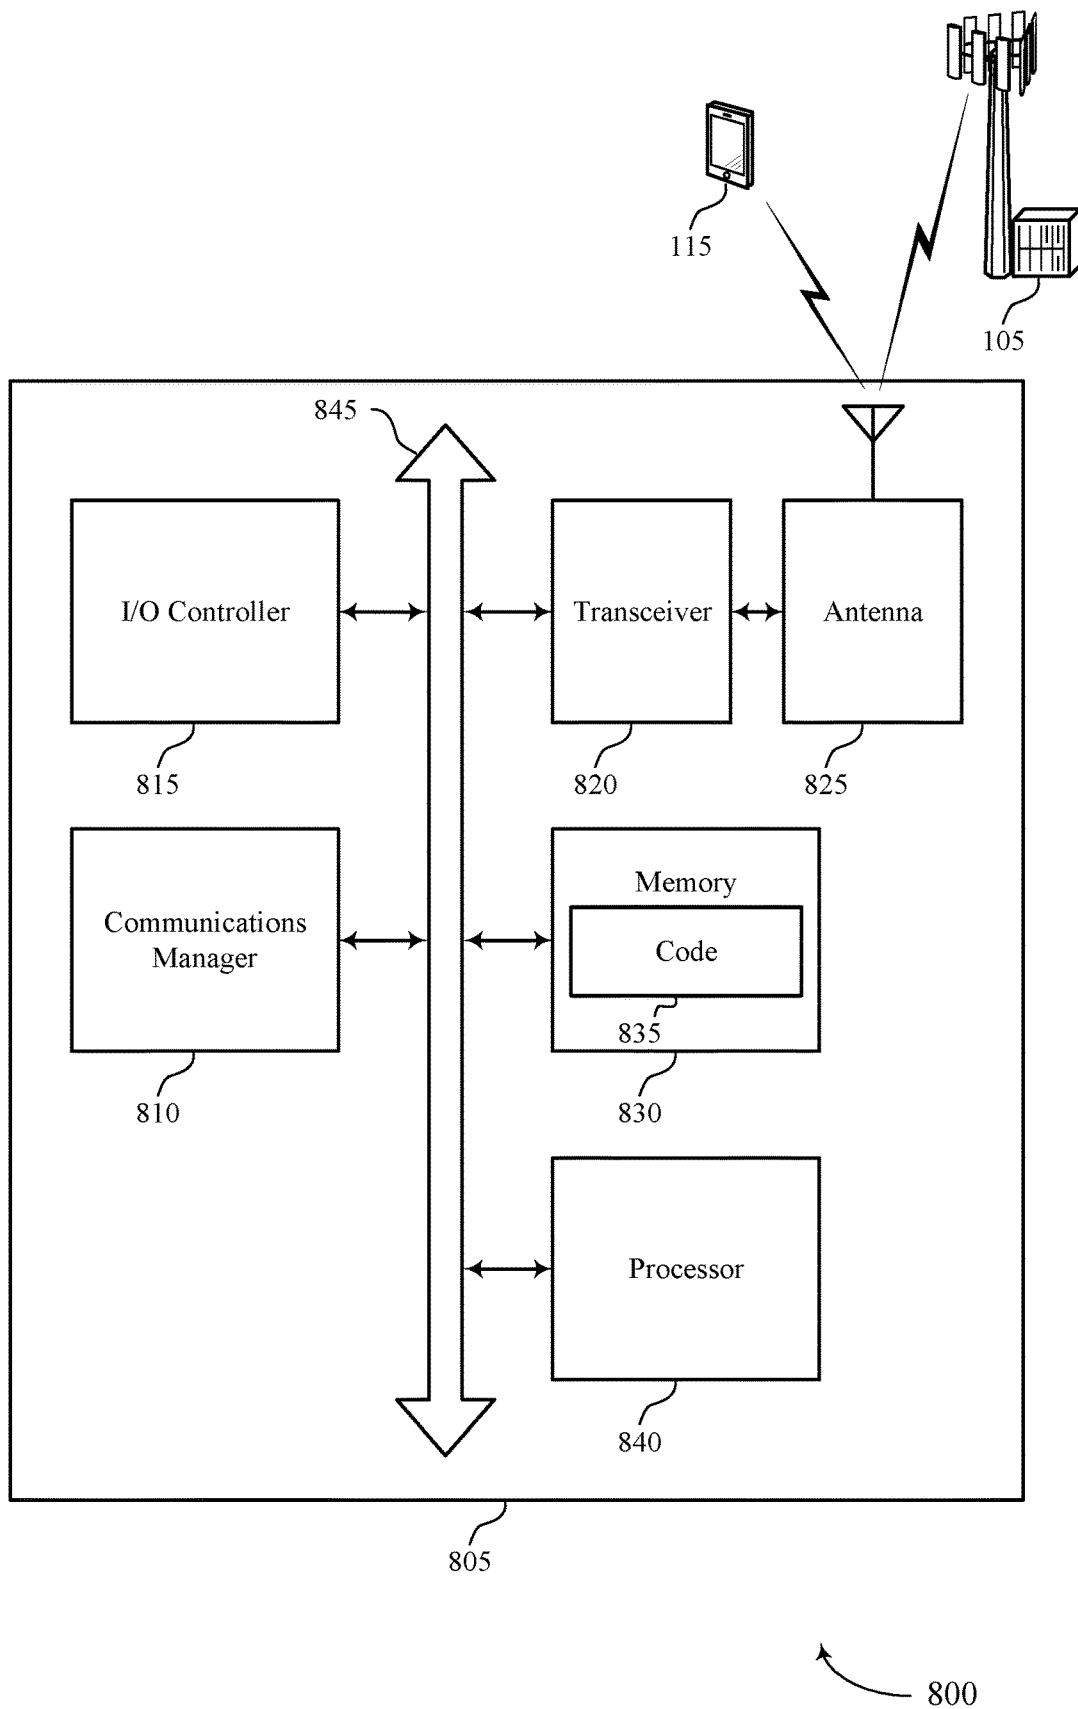 115
105
845
I/O Controller
Transceiver
Antenna
815
820
825
Communications
Manager
Memory
Code
835
810
830
Processor
840
805
800